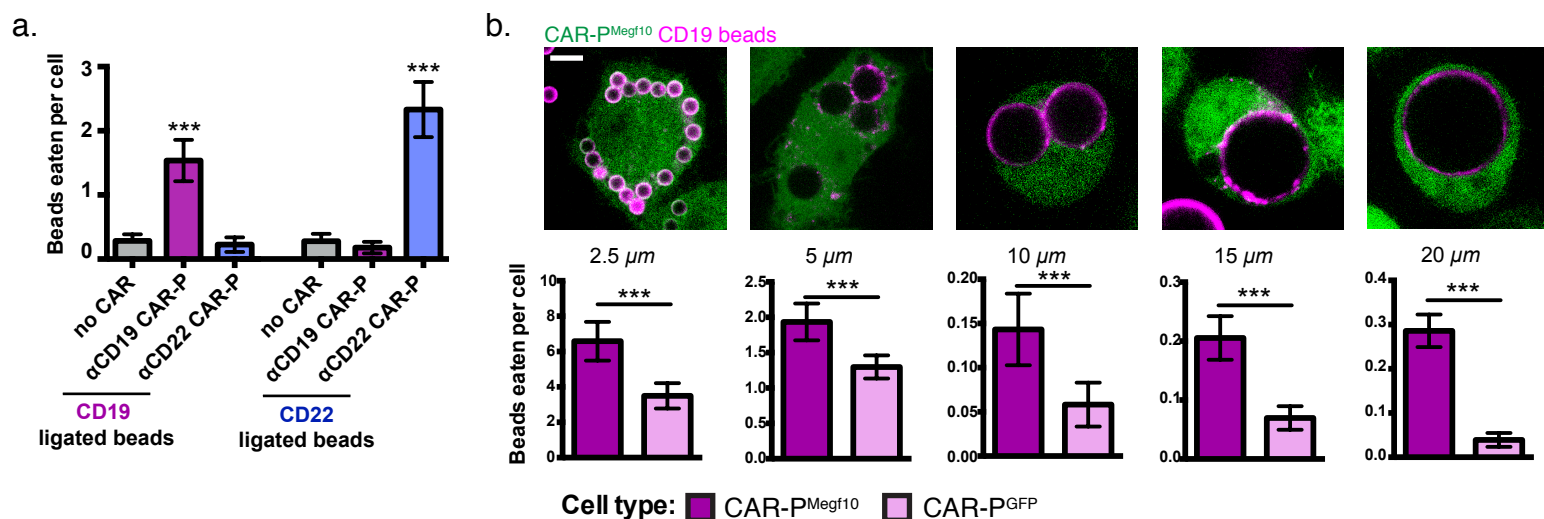 a.
Beads eaten per cell
3
2
1
0
***
***
no CAR
αCD19 CAR-P
αCD22 CAR-P
no CAR
αCD19 CAR-P
αCD22 CAR-P
CD19
ligated beads
CD22
ligated beads
b.
CAR-P^Megf10 CD19 beads
2.5 µm
5 µm
10 µm
15 µm
20 µm
Beads eaten per cell
10
8
6
4
2
0
***
2.5
2.0
1.5
1.0
0.5
0.0
***
0.20
0.15
0.10
0.05
0.00
***
0.3
0.2
0.1
0.0
***
0.4
0.3
0.2
0.1
0.0
***
Cell type: CAR-P^Megf10 CAR-P^GFP